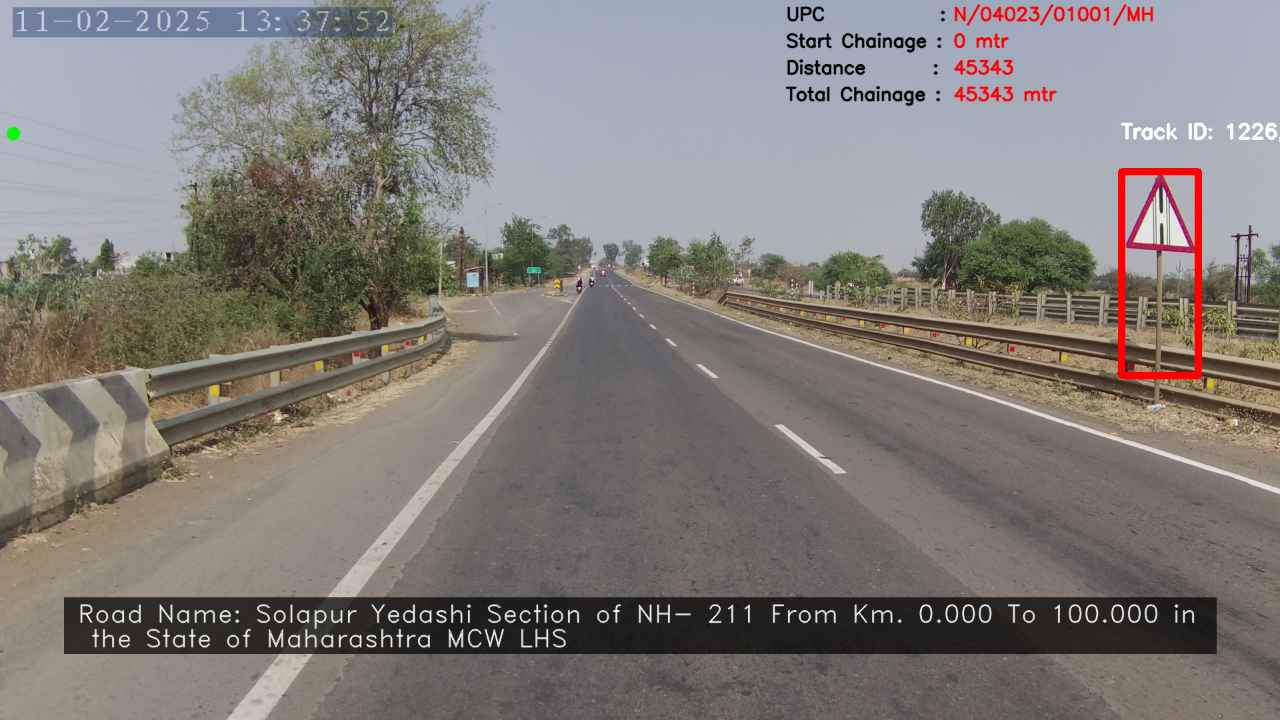 11-02-2025 13:37:52
UPC : N/04023/01001/MH
Start Chainage : 0 mtr
Distance : 45343
Total Chainage : 45343 mtr
Track ID: 1226,
Road Name: Solapur Yedashi Section of NH- 211 From Km. 0.000 To 100.000 in
the State of Maharashtra MCW LHS